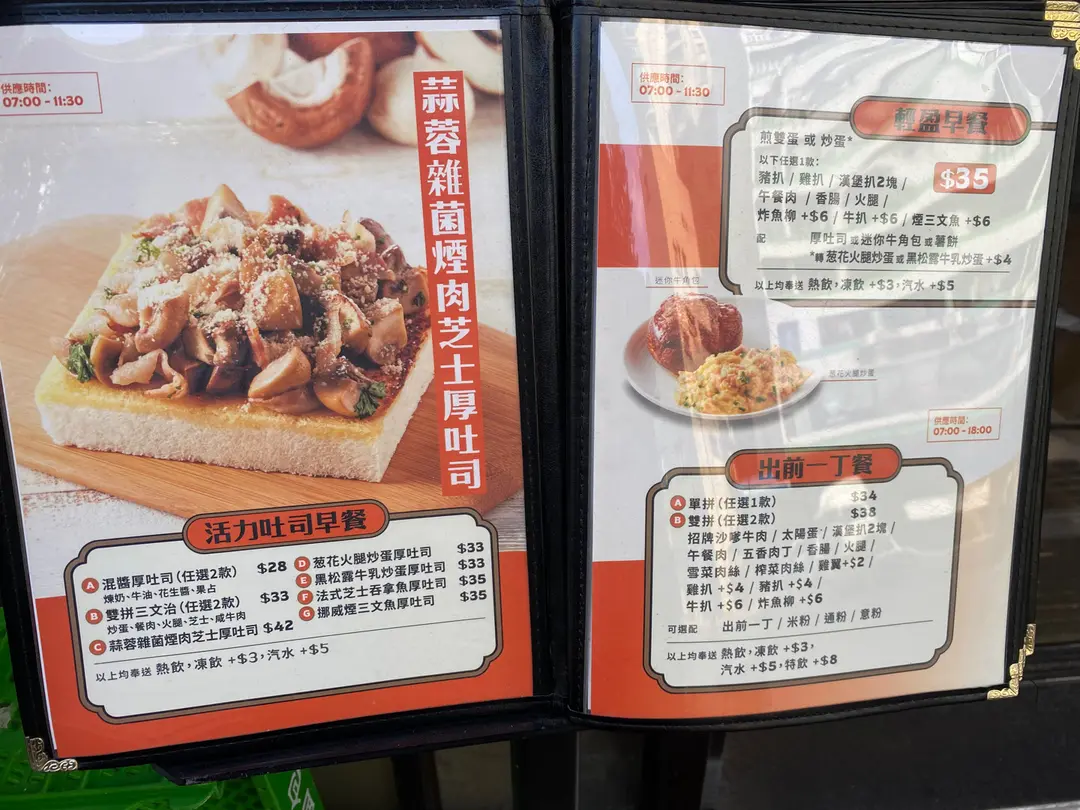 供應時間:
07:00 - 11:30
蒜蓉雜菌煙肉芝士厚吐司
活力吐司早餐
A 混醬厚吐司(任選2款) $28
煉奶、牛油、花生醬、果占
B 雙拼三文治(任選2款) $33
炒蛋、餐肉、火腿、芝士、咸牛肉
C 蒜蓉雜菌煙肉芝士厚吐司 $42
D 葱花火腿炒蛋厚吐司 $33
E 黑松露牛乳炒蛋厚吐司 $33
F 法式芝士吞拿魚厚吐司 $35
G 挪威煙三文魚厚吐司 $35
以上均奉送 熱飲,凍飲 +$3,汽水 +$5
供應時間:
07:00 - 11:30
輕盈早餐
煎雙蛋 或 炒蛋*
以下任選1款:
$35
豬扒 / 雞扒 / 漢堡扒2塊 /
午餐肉 / 香腸 / 火腿 /
炸魚柳 +$6 / 牛扒 +$6 / 煙三文魚 +$6
配 厚吐司 或 迷你牛角包 或 薯餅
*轉 葱花火腿炒蛋 或 黑松露牛乳炒蛋 +$4
以上均奉送 熱飲,凍飲 +$3,汽水 +$5
迷你牛角包
葱花火腿炒蛋
供應時間:
07:00 - 18:00
出前一丁餐
A 單拼(任選1款) $34
B 雙拼(任選2款) $38
招牌沙嗲牛肉 / 太陽蛋 / 漢堡扒2塊 /
午餐肉 / 五香肉丁 / 香腸 / 火腿 /
雪菜肉絲 / 榨菜肉絲 / 雞翼+$2 /
雞扒 +$4 / 豬扒 +$4 /
牛扒 +$6 / 炸魚柳 +$6
可選配 出前一丁 / 米粉 / 通粉 / 意粉
以上均奉送 熱飲,凍飲 +$3,
汽水 +$5,特飲 +$8